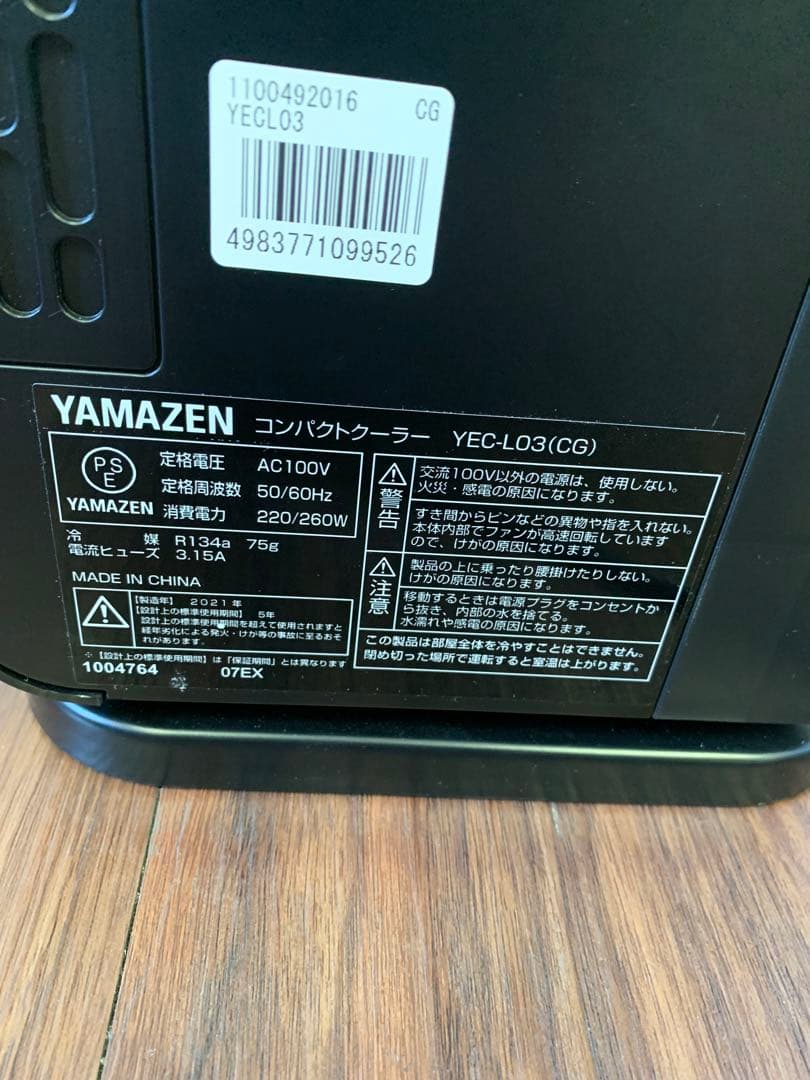 1100492016 CG
YECL03
4983771099526
YAMAZEN コンパクトクーラー YEC-L03(CG)
PSE
YAMAZEN
定格電圧 AC100V
定格周波数 50/60Hz
消費電力 220/260W
冷媒 R134a 75g
電流ヒューズ 3.15A
MADE IN CHINA
【製造年】 2021年
【設計上の標準使用期間】 5年
設計上の標準使用期間を超えて使用されますと
経年劣化による発火・けが等の事故に至るおそ
れがあります。
・【設計上の標準使用期間】は「保証期間」とは異なります
1004764 07EX
警告
交流100V以外の電源は、使用しない。
火災・感電の原因になります。
すき間からピンなどの異物や指を入れない。
本体内部でファンが高速回転しています
ので、けがの原因になります。
注意
製品の上に乗ったり腰掛けたりしない。
けがの原因になります。
移動するときは電源プラグをコンセントか
ら抜き、内部の水を捨てる。
水濡れや感電の原因になります。
この製品は部屋全体を冷やすことはできません。
閉め切った場所で運転すると室温は上がります。